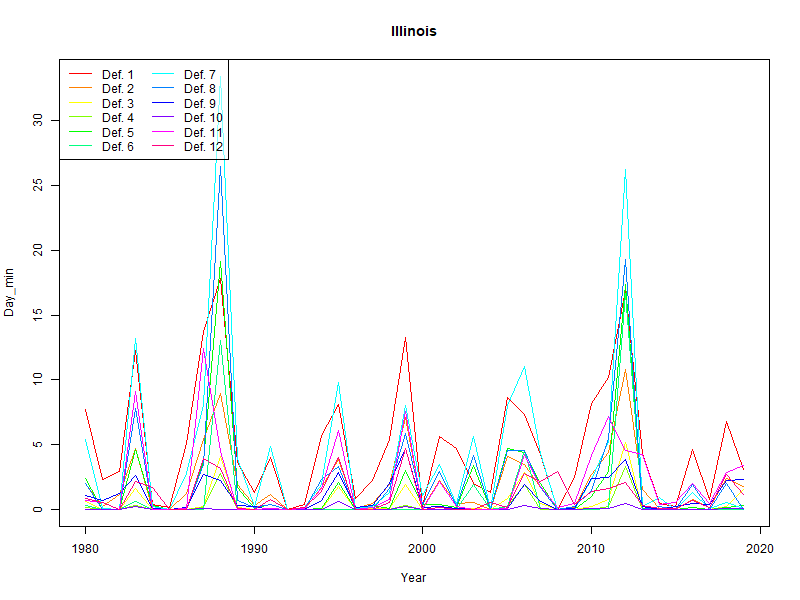 Illinois
Def. 1 Def. 7
Def. 2 Def. 8
Def. 3 Def. 9
Def. 4 Def. 10
Def. 5 Def. 11
Def. 6 Def. 12
30
25
20
15
10
5
0
Day_min
1980 1990 2000 2010 2020
Year